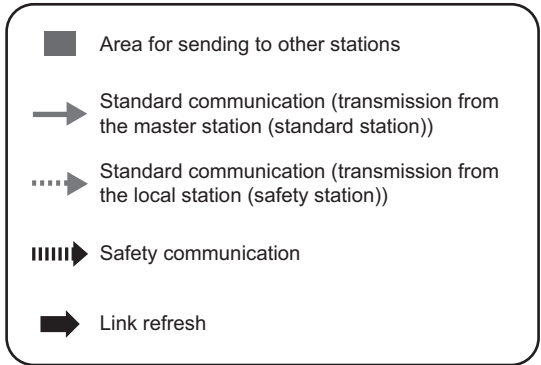 Area for sending to other stations
Standard communication (transmission from
the master station (standard station))
Standard communication (transmission from
the local station (safety station))
Safety communication
Link refresh